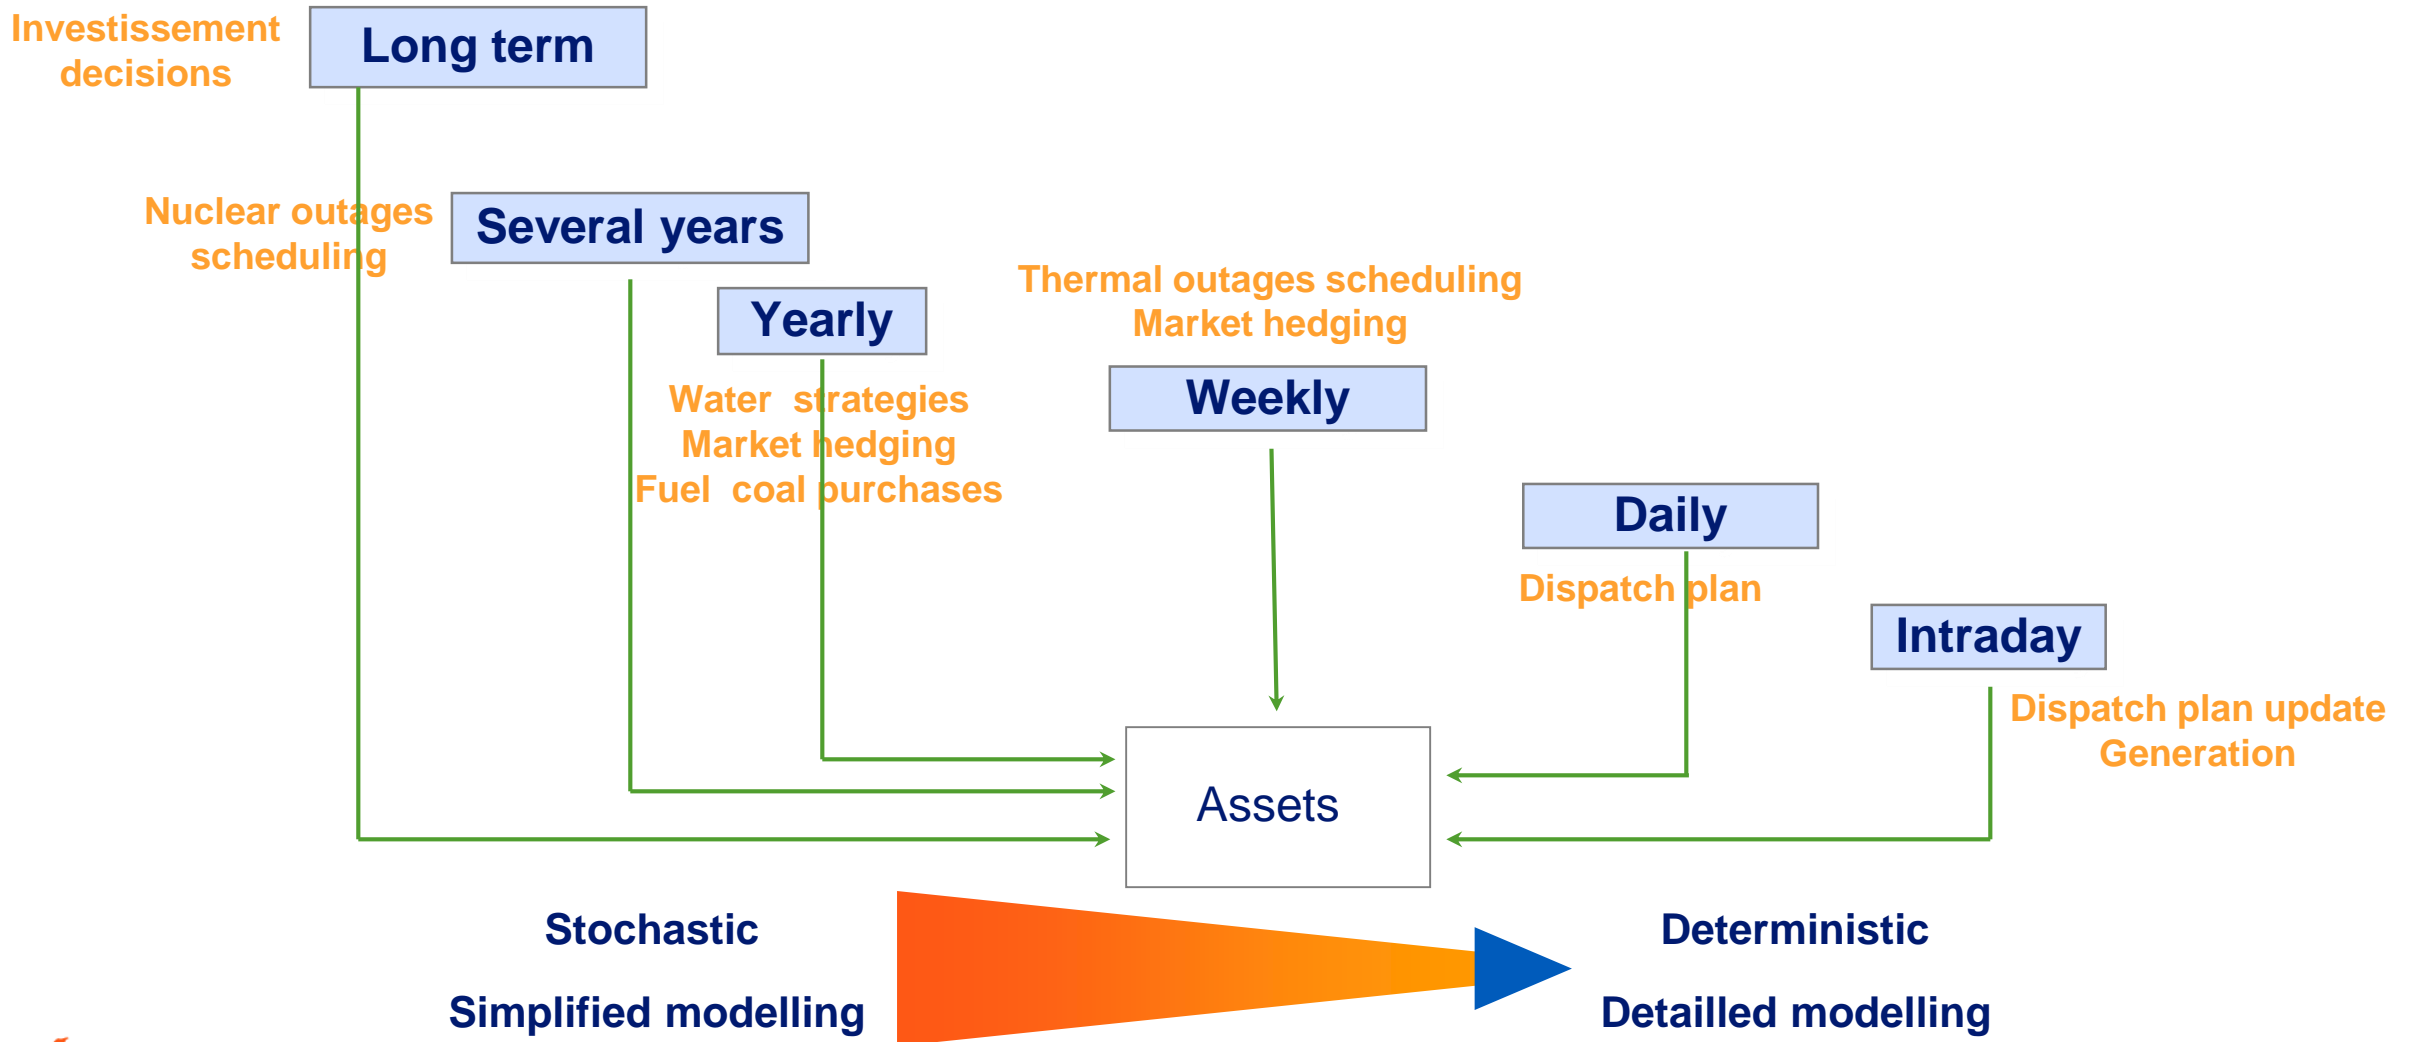 Investissement
decisions
Long term
Nuclear outages
scheduling
Several years
Yearly
Water strategies
Market hedging
Fuel coal purchases
Thermal outages scheduling
Market hedging
Weekly
Daily
Dispatch plan
Intraday
Dispatch plan update
Generation
Assets
Stochastic
Simplified modelling
Deterministic
Detailled modelling